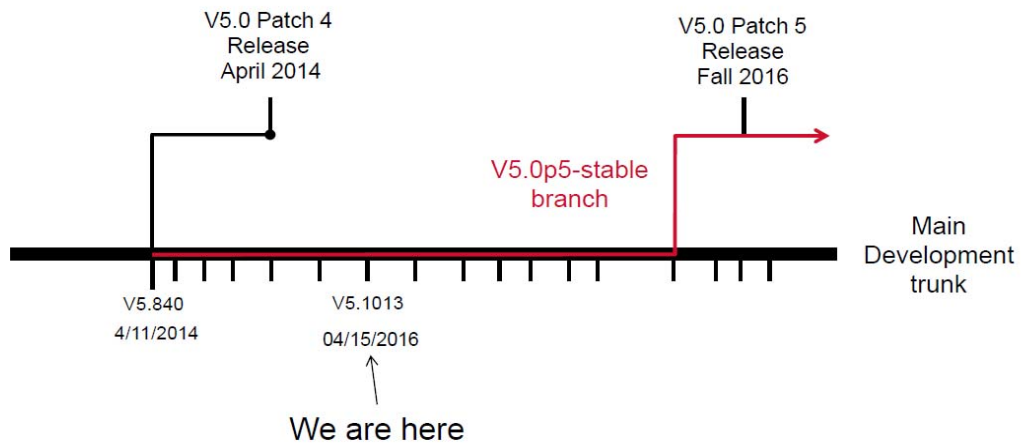 V5.0 Patch 4
Release
April 2014
V5.0 Patch 5
Release
Fall 2016
V5.0p5-stable
branch
Main
Development
trunk
V5.840
4/11/2014
V5.1013
04/15/2016
We are here